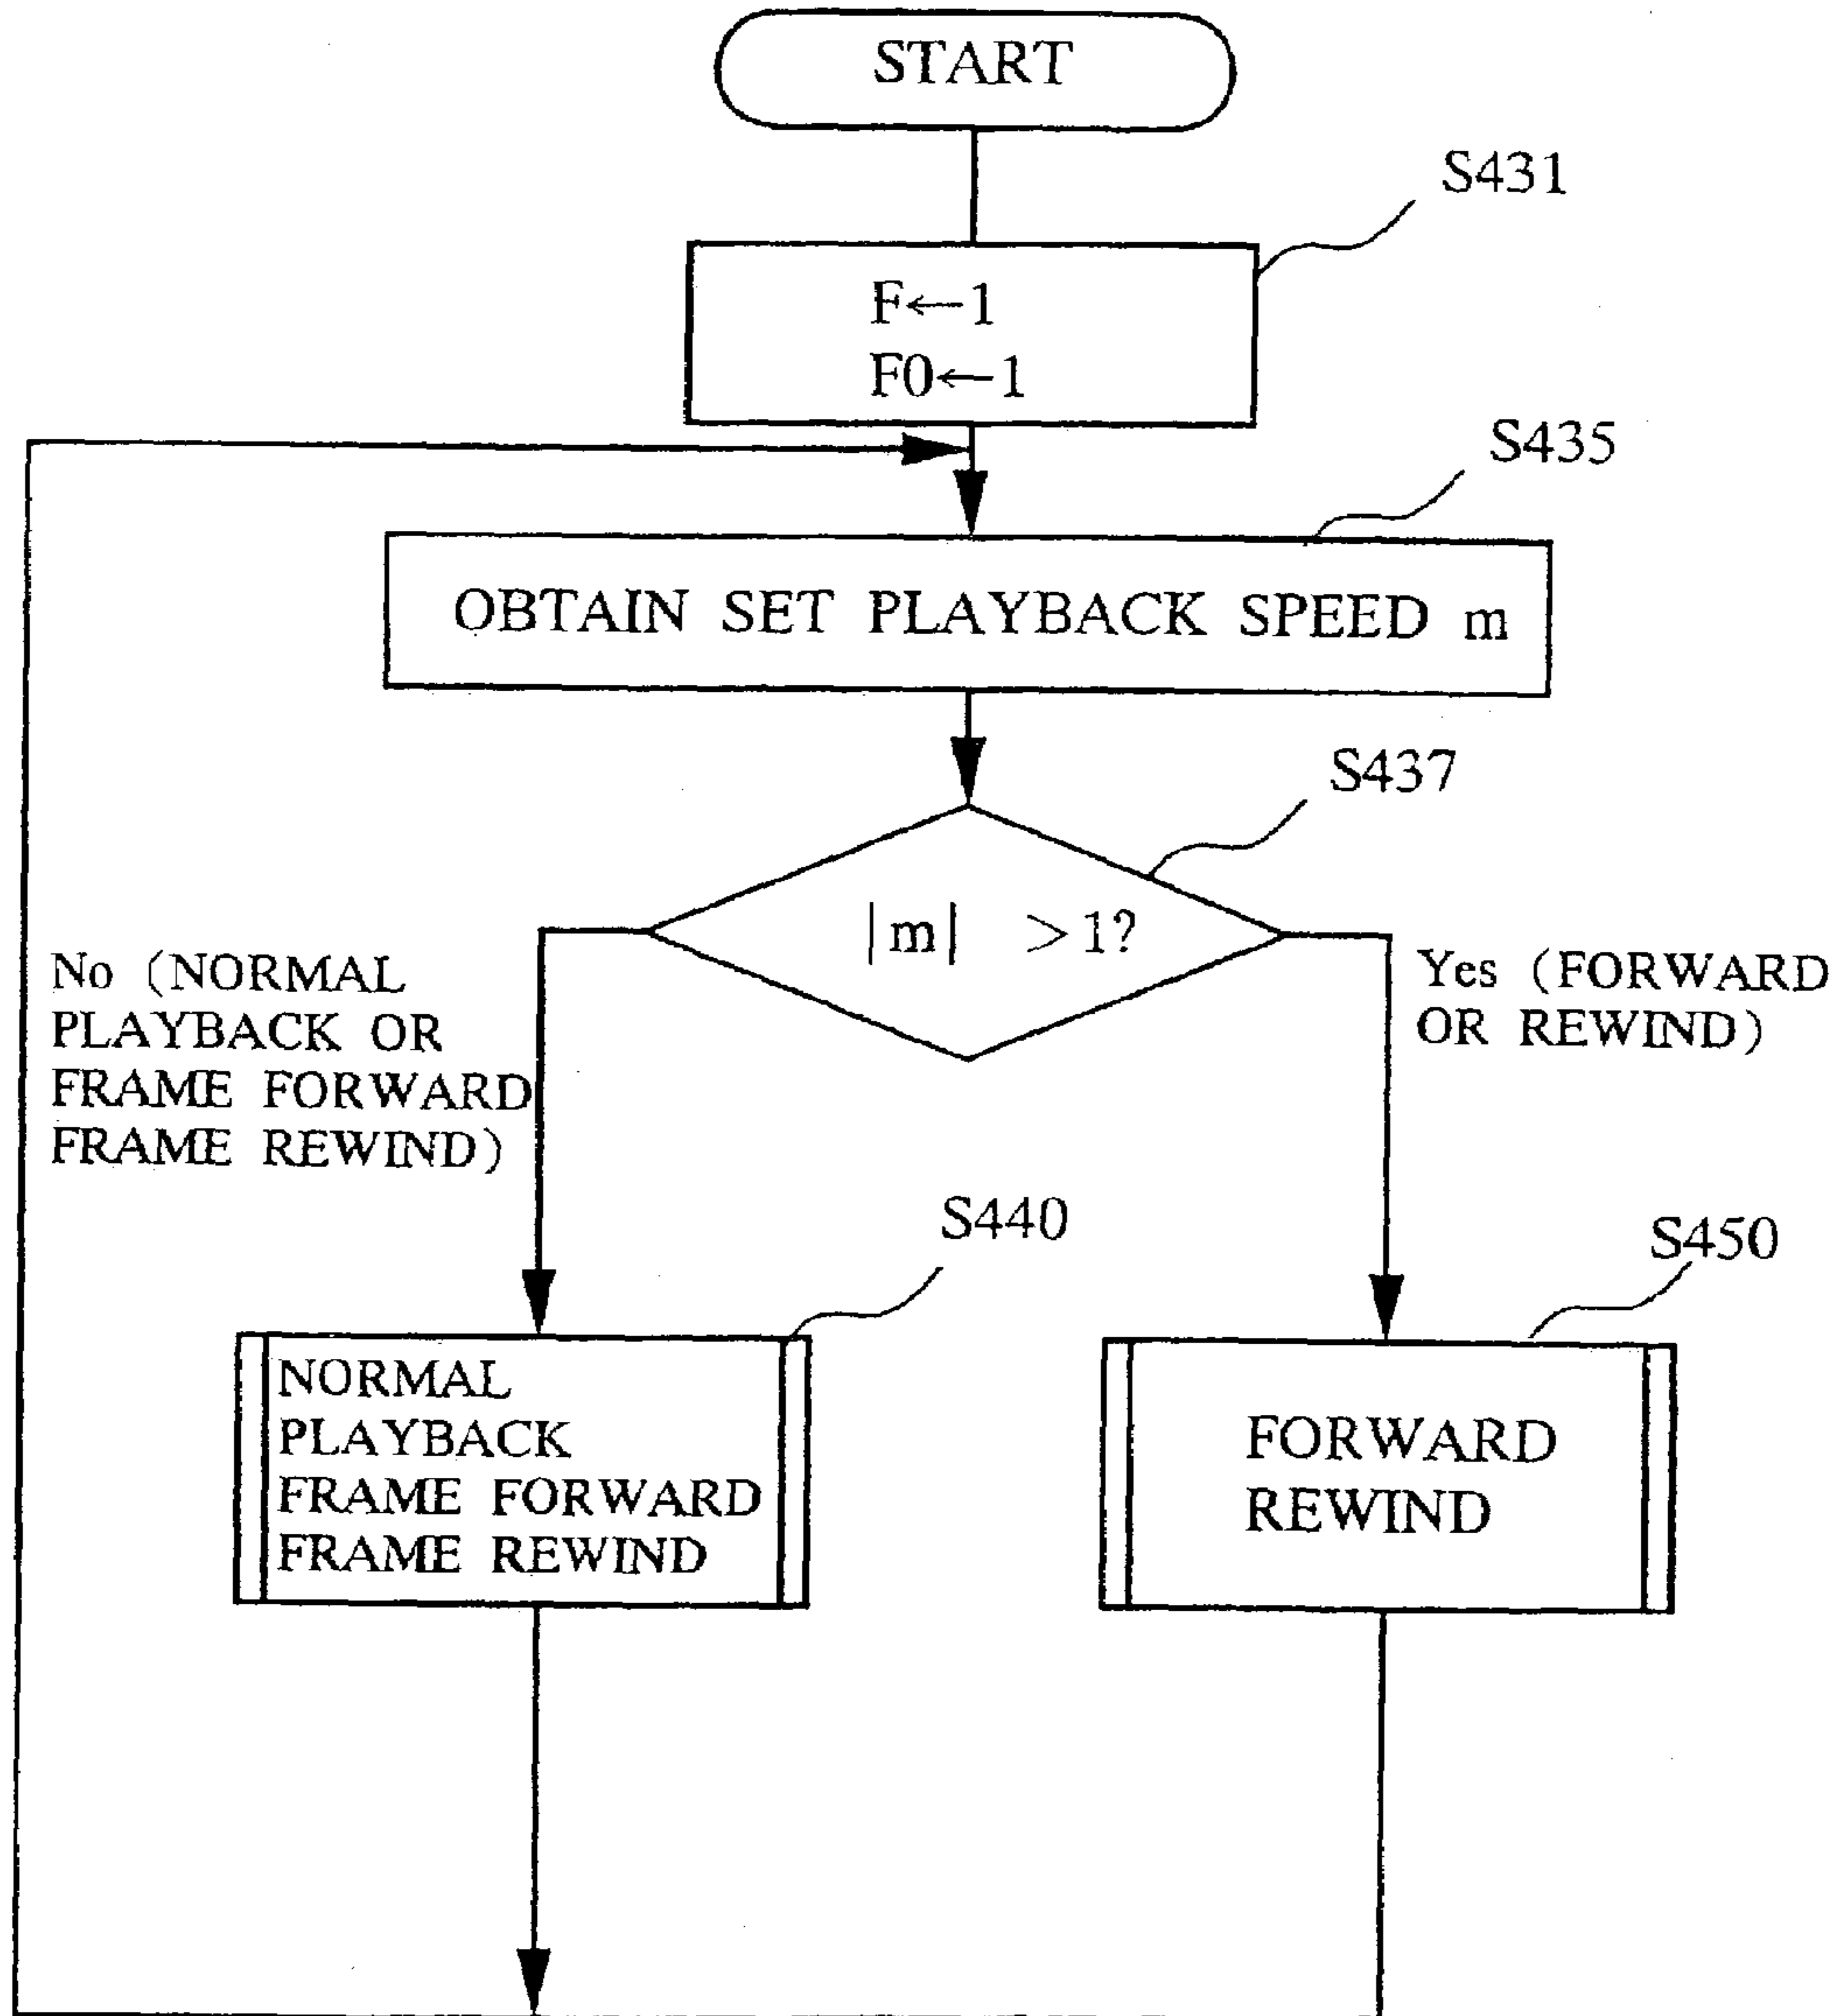 START
S431
F←1
F0←1
S435
OBTAIN SET PLAYBACK SPEED m
S437
|m| >1?
No (NORMAL
PLAYBACK OR
FRAME FORWARD
FRAME REWIND)
Yes (FORWARD
OR REWIND)
S440
S450
NORMAL
PLAYBACK
FRAME FORWARD
FRAME REWIND
FORWARD
REWIND